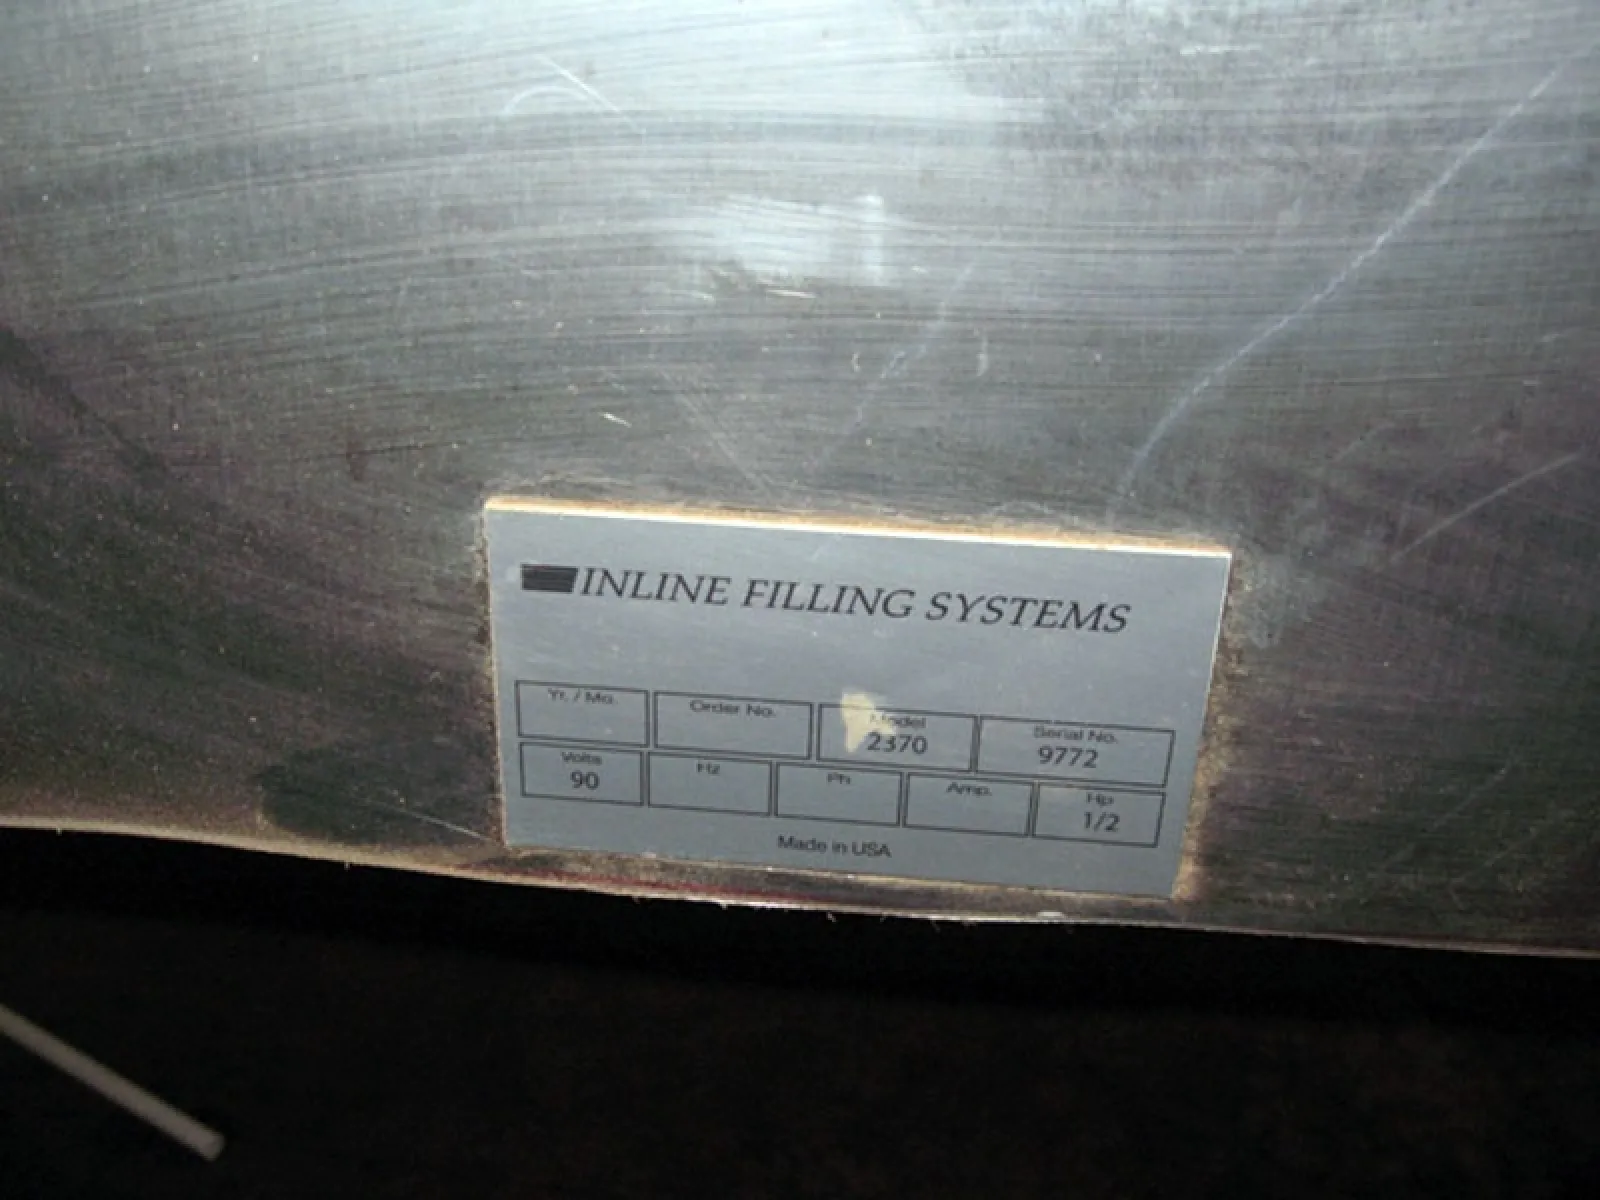 INLINE FILLING SYSTEMS
Yr. / Mo. Order No. Model Serial No.
2370 9772
Volts Hz Ph Amp. Hp
90 1/2
Made in USA